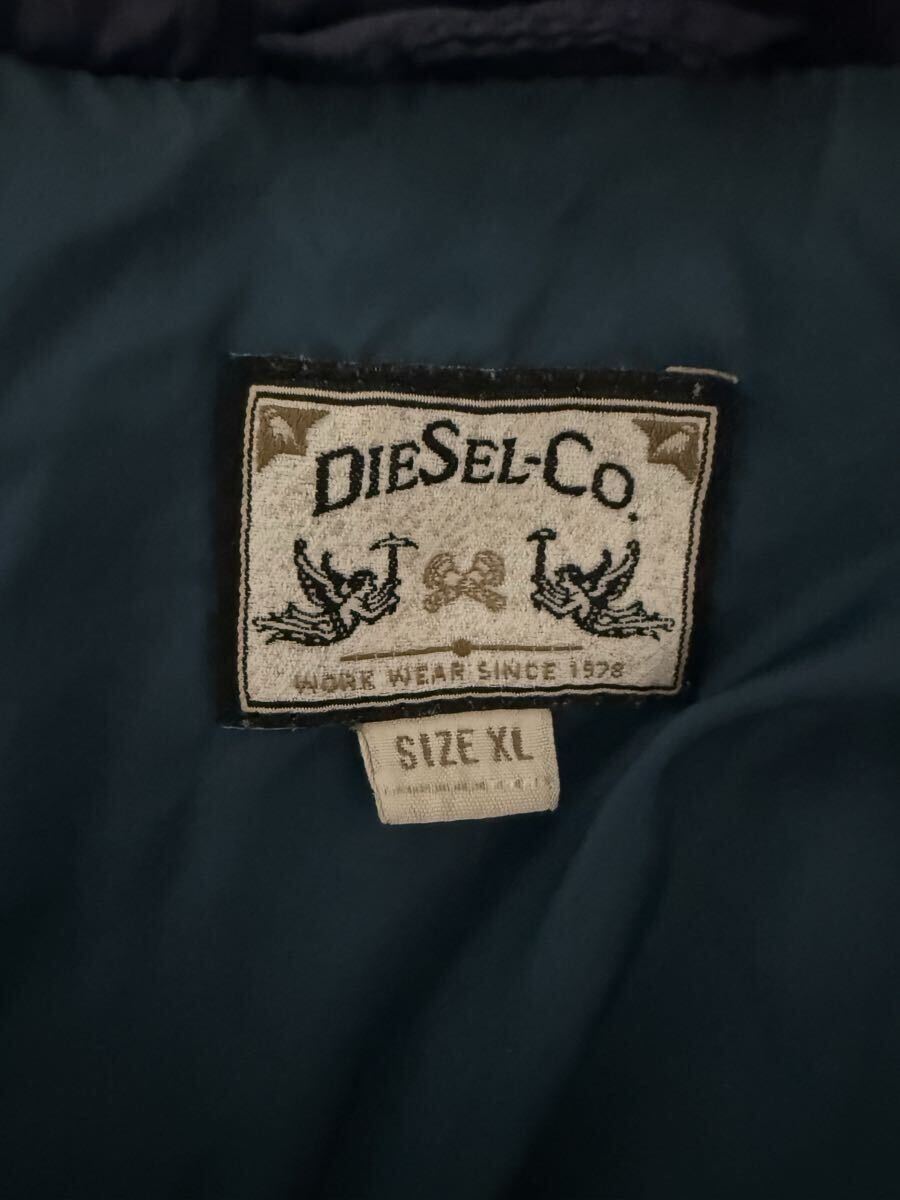 DIESEL-CO.
WORK WEAR SINCE 1978
SIZE XL